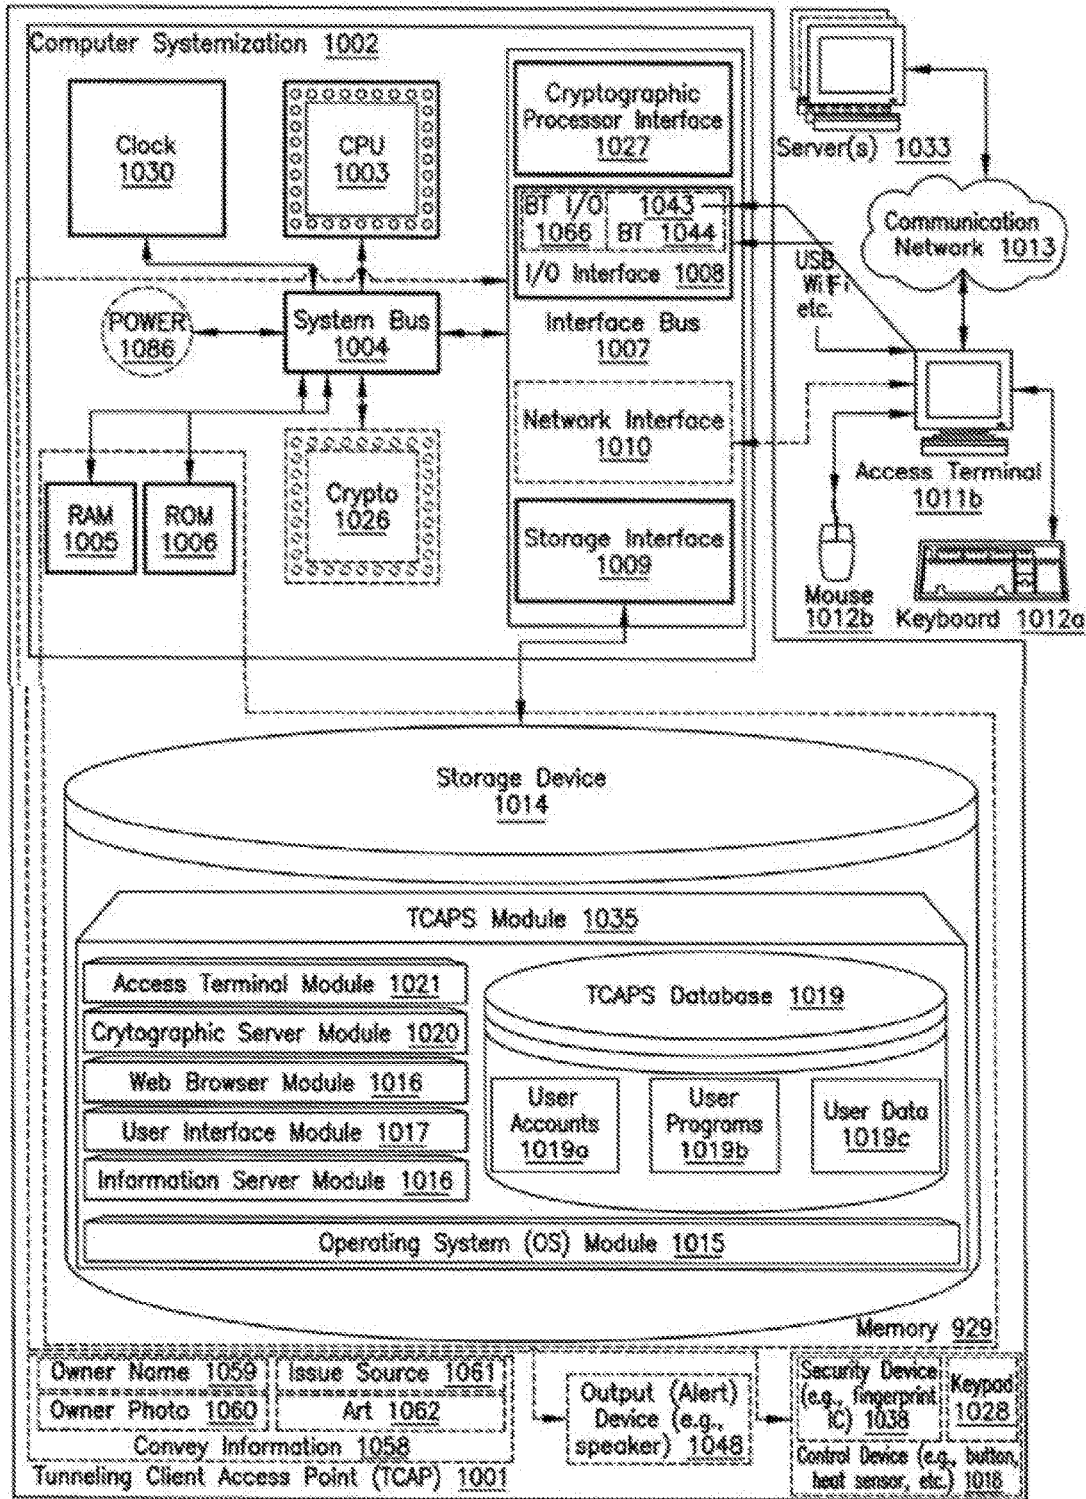 Computer Systemization 1002
Clock
1030
CPU
1003
Cryptographic
Processor Interface
1027
BT I/O
1066
1043
BT 1044
I/O Interface 1008
Interface Bus
1007
Network Interface
1010
Storage Interface
1009
POWER
1086
System Bus
1004
RAM
1005
ROM
1006
Crypto
1026
Server(s) 1033
Communication
Network 1013
USB
WiFi
etc.
Access Terminal
1011b
Mouse
1012b
Keyboard 1012a
Storage Device
1014
TCAPS Module 1035
Access Terminal Module 1021
Crytographic Server Module 1020
Web Browser Module 1016
User Interface Module 1017
Information Server Module 1016
TCAPS Database 1019
User
Accounts
1019a
User
Programs
1019b
User Data
1019c
Operating System (OS) Module 1015
Memory 929
Owner Name 1059
Issue Source 1061
Owner Photo 1060
Art 1062
Convey Information 1058
Tunneling Client Access Point (TCAP) 1001
Output (Alert)
Device (e.g.,
speaker) 1048
Security Device
(e.g., fingerprint
IC) 1038
Keypad
1028
Control Device (e.g., button,
heat sensor, etc.) 1016